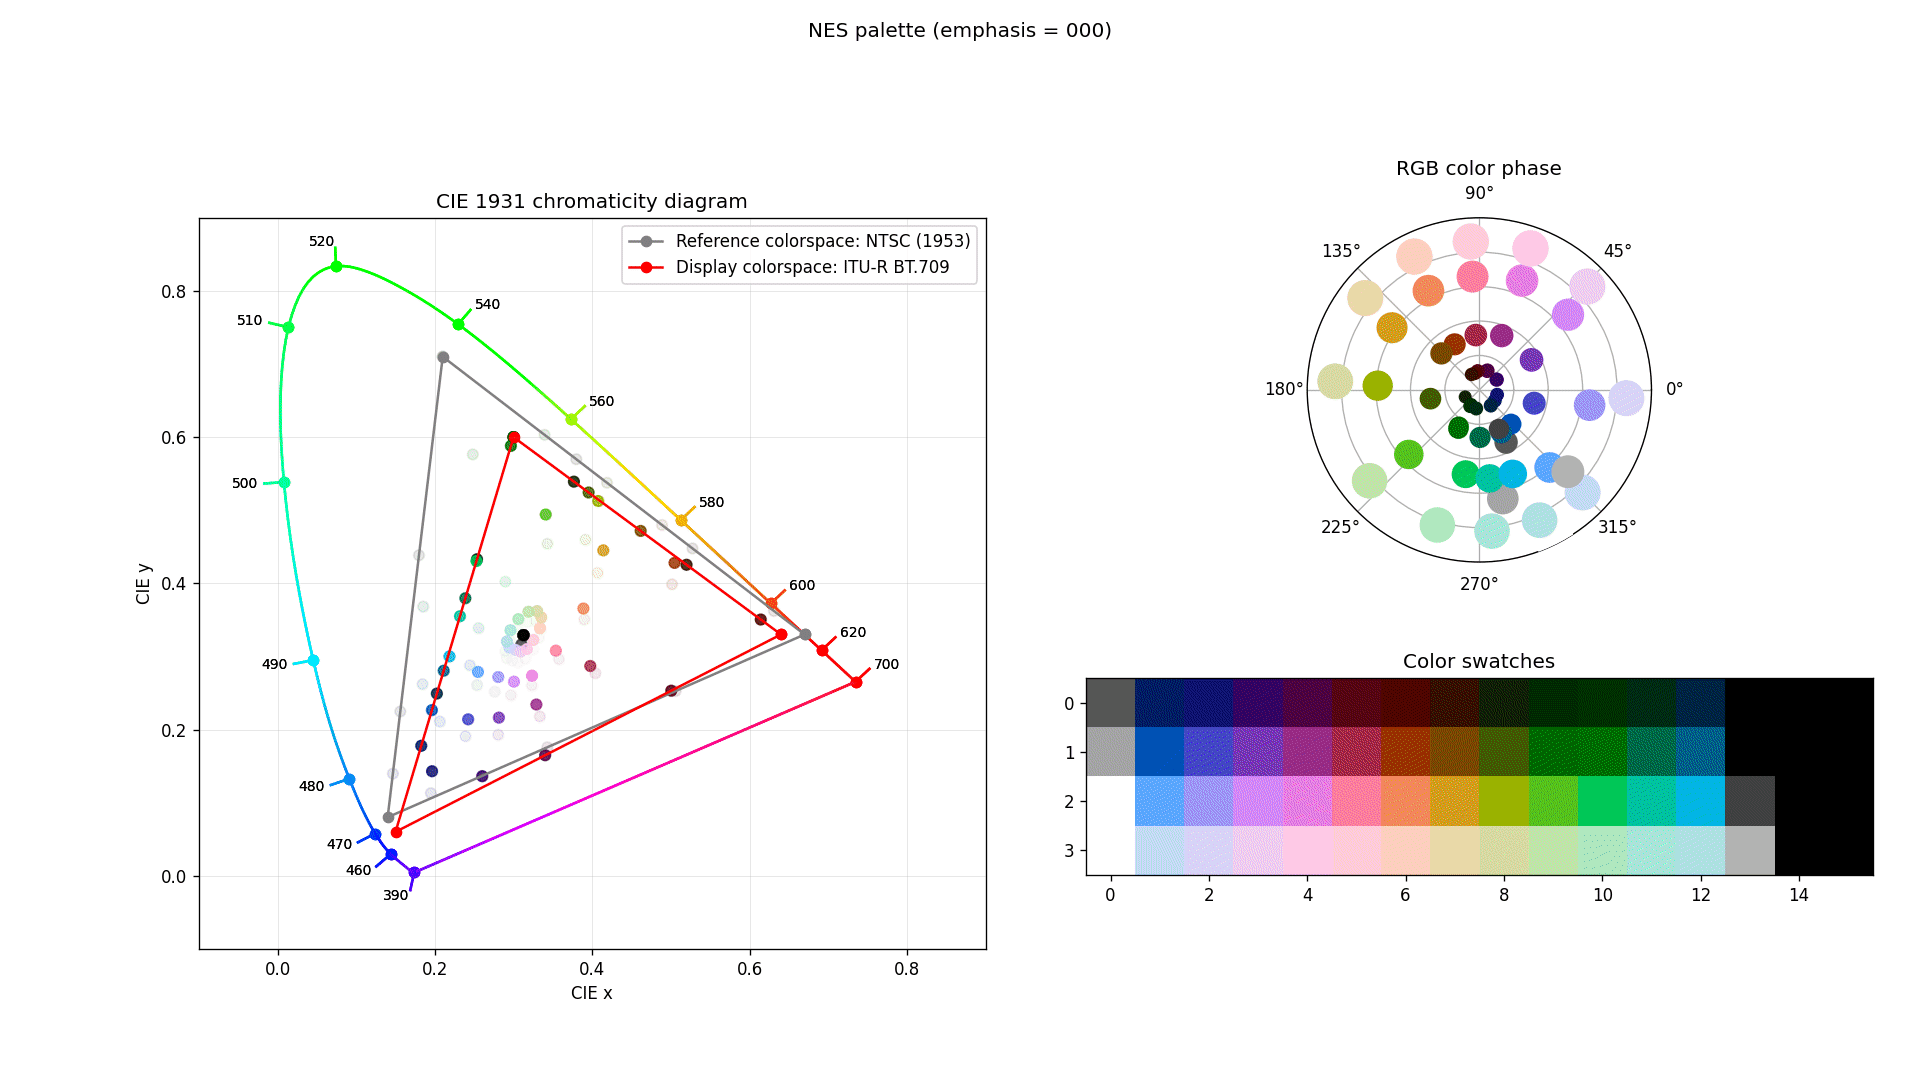 NES palette (emphasis = 000)
CIE 1931 chromaticity diagram
Reference colorspace: NTSC (1953)
Display colorspace: ITU-R BT.709
520
540
510
560
500
580
600
620
490
700
480
470
460
390
0.8
0.6
0.4
0.2
0.0
CIE y
0.0 0.2 0.4 0.6 0.8
CIE x
RGB color phase
90°
135° 45°
180° 0°
225° 315°
270°
Color swatches
0
1
2
3
0 2 4 6 8 10 12 14